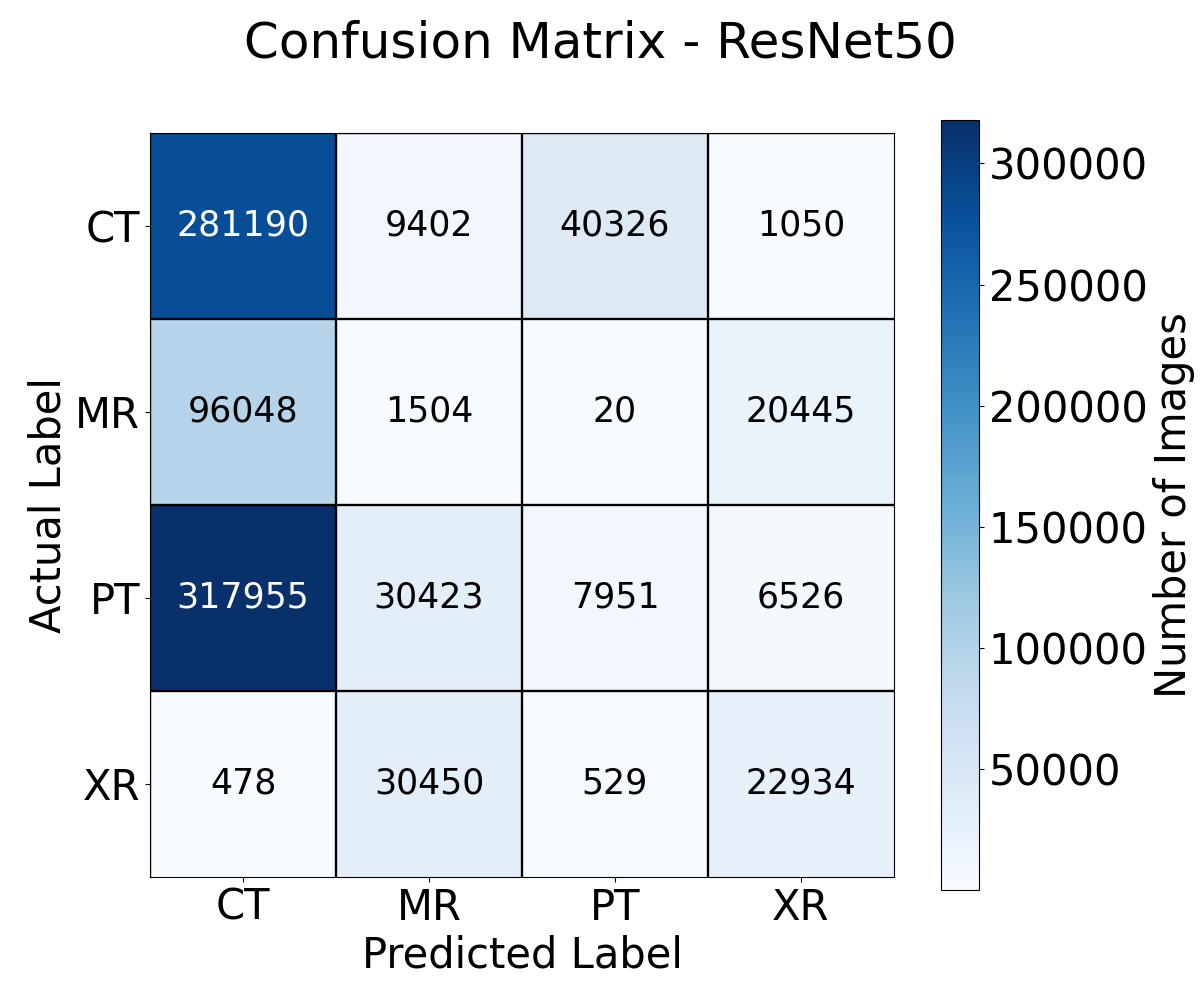 Confusion Matrix - ResNet50
CT 281190 9402 40326 1050
MR 96048 1504 20 20445
PT 317955 30423 7951 6526
XR 478 30450 529 22934
CT MR PT XR
Predicted Label
Actual Label
300000
250000
200000
150000
100000
50000
Number of Images